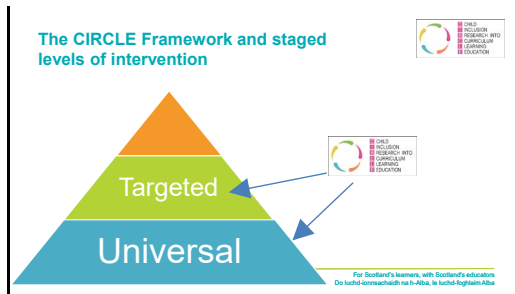 The CIRCLE Framework and staged
levels of intervention
CHILD
INCLUSION
RESEARCH INTO
CURRICULUM
LEARNING
EDUCATION
Targeted
Universal
CHILD
INCLUSION
RESEARCH INTO
CURRICULUM
LEARNING
EDUCATION
For Scotland's learners, with Scotland's educators
Do luchd-ionnsachaidh na h-Alba, le luchd-foghlaim Alba